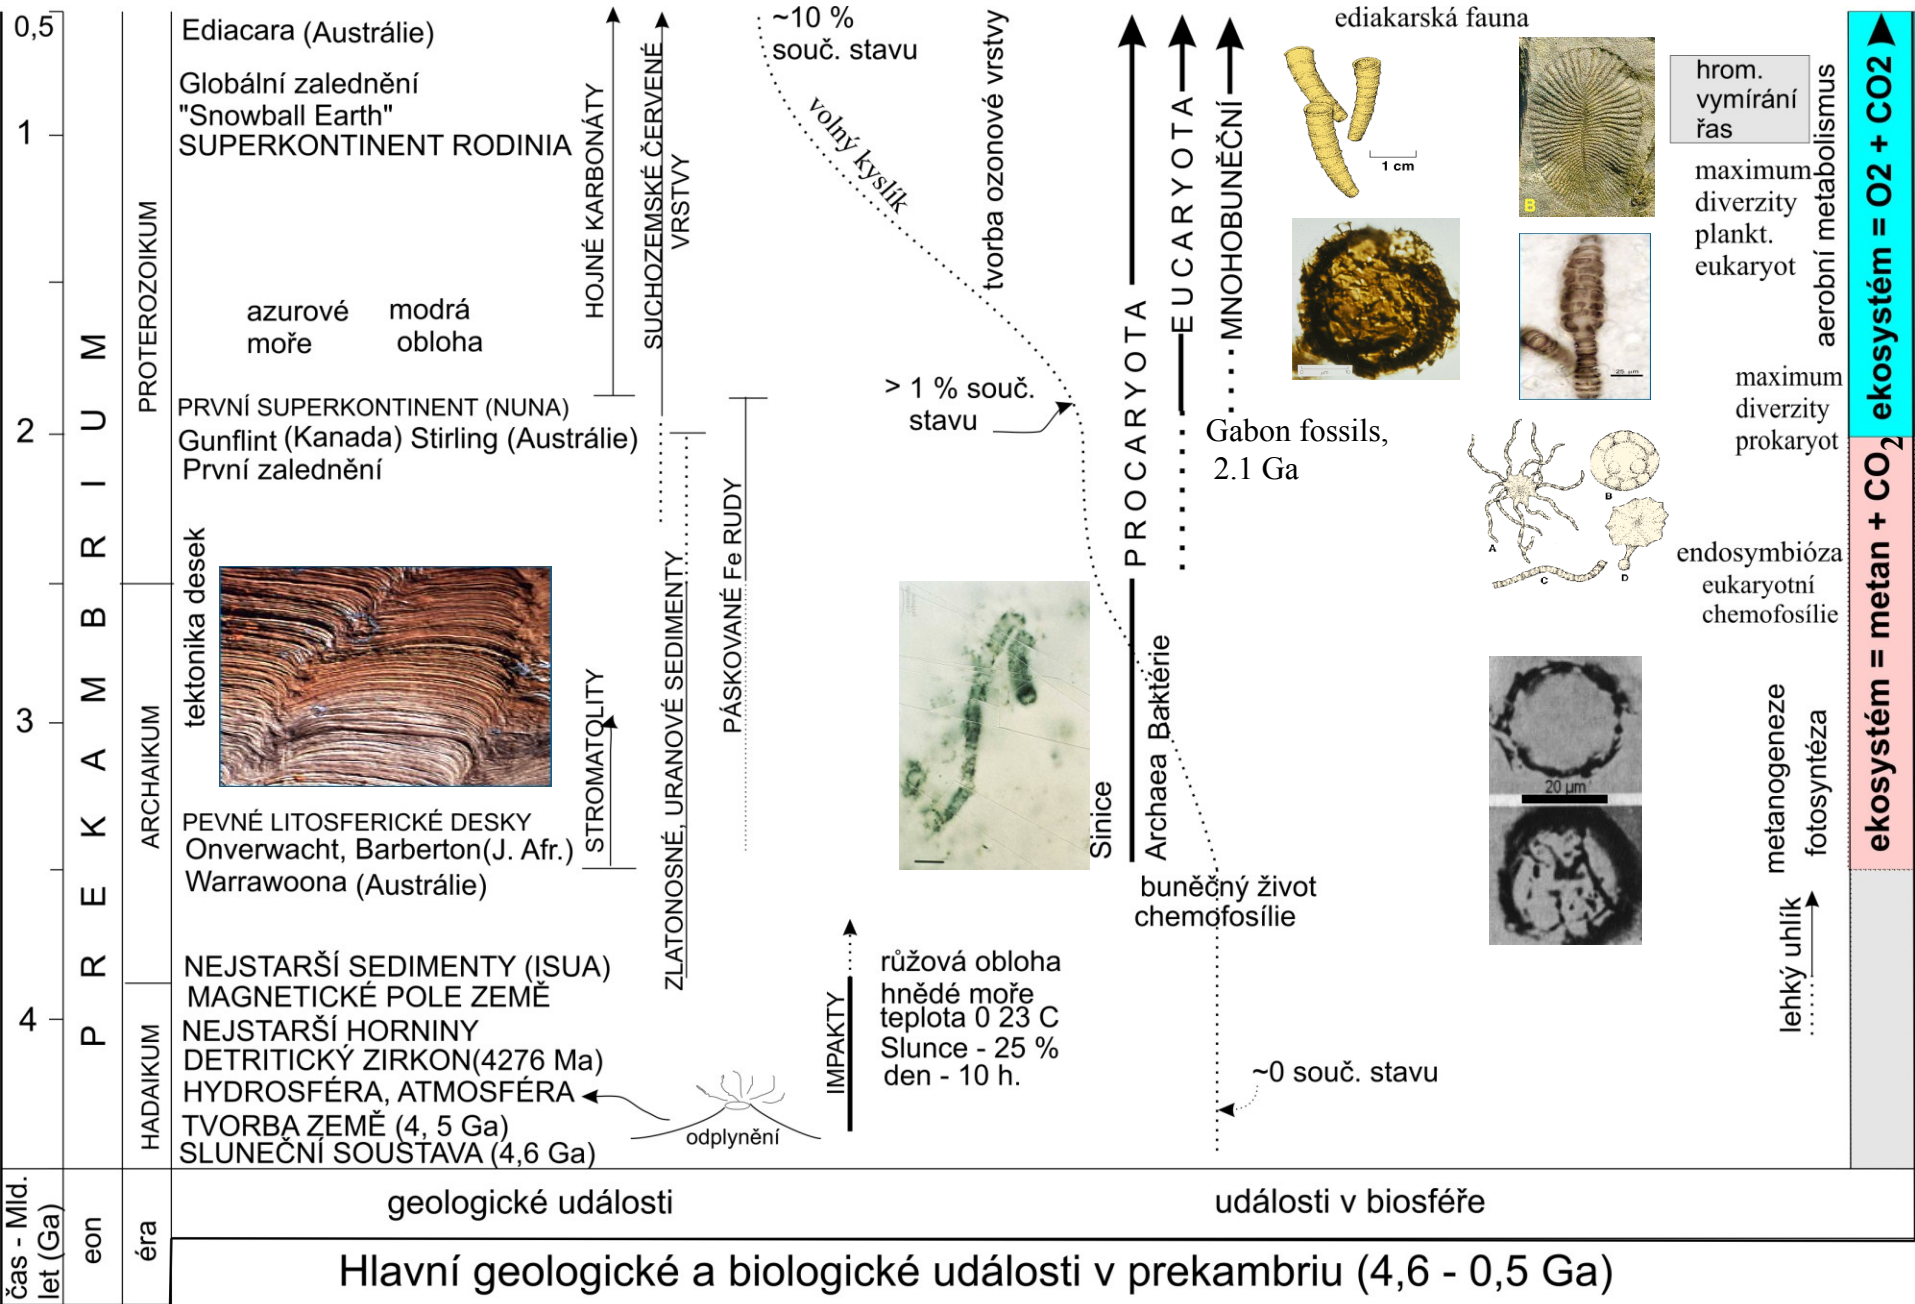 0,5
1
2
3
4
PREKAMBRIUM
PROTEROZOIKUM
ARCHAIKUM
HADAIKUM
Ediacara (Austrálie)
Globální zalednění
"Snowball Earth"
SUPERKONTINENT RODINIA
azurové
moře
modrá
obloha
PRVNÍ SUPERKONTINENT (NUNA)
Gunflint (Kanada) Stirling (Austrálie)
První zalednění
tektonika desek
PEVNÉ LITOSFERICKÉ DESKY
Onverwacht, Barberton(J. Afr.)
Warrawoona (Austrálie)
NEJSTARŠÍ SEDIMENTY (ISUA)
MAGNETICKÉ POLE ZEMĚ
NEJSTARŠÍ HORNINY
DETRITICKÝ ZIRKON(4276 Ma)
HYDROSFÉRA, ATMOSFÉRA
TVORBA ZEMĚ (4, 5 Ga)
SLUNEČNÍ SOUSTAVA (4,6 Ga)
HOJNÉ KARBONÁTY
SUCHOZEMSKÉ ČERVENÉ
VRSTVY
STROMATOLITY
ZLATONOSNÉ, URANOVÉ SEDIMENTY
PÁSKOVANÉ Fe RUDY
odplynění
IMPAKTY
růžová obloha
hnědé moře
teplota 0 23 C
Slunce - 25 %
den - 10 h.
~10 %
souč. stavu
volný kyslík
tvorba ozonové vrstvy
> 1 % souč.
stavu
~0 souč. stavu
PROCARYOTA
EUCARYOTA
MNOHOBUNĚČNÍ
Gabon fossils,
2.1 Ga
Sinice
Archaea Baktérie
buněčný život
chemofosílie
ediakarská fauna
1 cm
B
25 µm
A
B
C
D
20 µm
hrom.
vymírání
řas
maximum
diverzity
plankt.
eukaryot
aerobní metabolismus
maximum
diverzity
prokaryot
endosymbióza
eukaryotní
chemofosílie
metanogeneze
fotosyntéza
lehký uhlík
ekosystém = O2 + CO2
ekosystém = metan + CO2
čas - Mld.
let (Ga)
eon
éra
geologické události
události v biosféře
Hlavní geologické a biologické události v prekambriu (4,6 - 0,5 Ga)